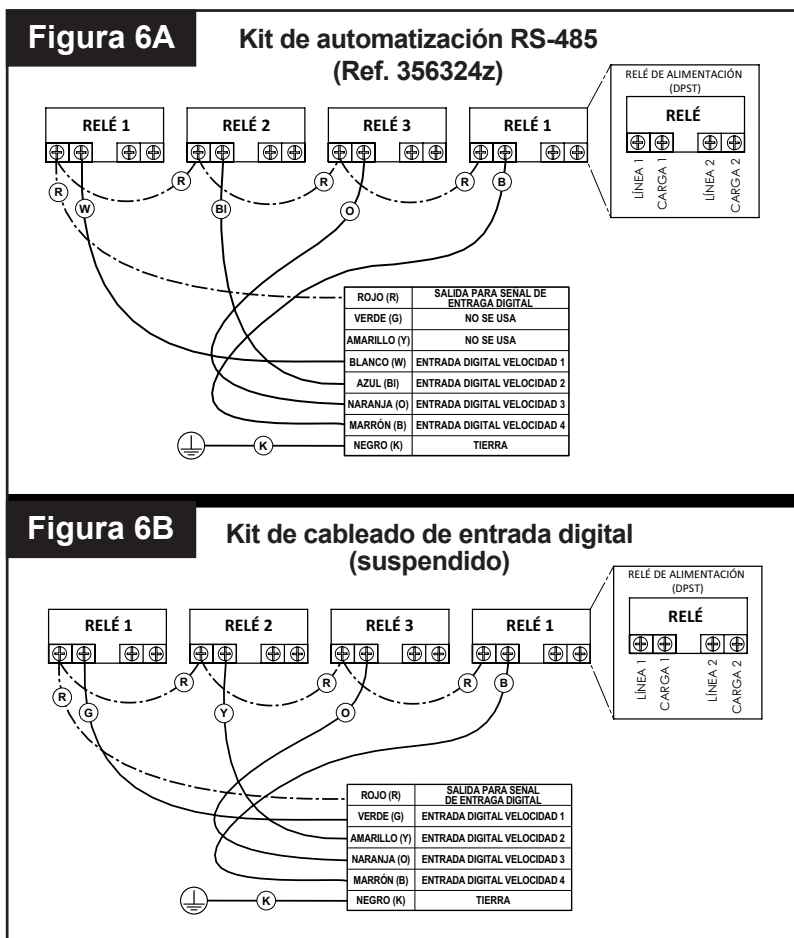 Figura 6A
Kit de automatización RS-485
(Ref. 356324z)
RELÉ 1
RELÉ 2
RELÉ 3
RELÉ 1
RELÉ DE ALIMENTACIÓN
(DPST)
RELÉ
LÍNEA 1
CARGA 1
LÍNEA 2
CARGA 2
R
R
R
R
B
W
BI
O
ROJO (R) SALIDA PARA SEÑAL DE
ENTRAGA DIGITAL
VERDE (G) NO SE USA
AMARILLO (Y) NO SE USA
BLANCO (W) ENTRADA DIGITAL VELOCIDAD 1
AZUL (BI) ENTRADA DIGITAL VELOCIDAD 2
NARANJA (O) ENTRADA DIGITAL VELOCIDAD 3
MARRÓN (B) ENTRADA DIGITAL VELOCIDAD 4
NEGRO (K) TIERRA
K
Figura 6B
Kit de cableado de entrada digital
(suspendido)
RELÉ 1
RELÉ 2
RELÉ 3
RELÉ 1
RELÉ DE ALIMENTACIÓN
(DPST)
RELÉ
LÍNEA 1
CARGA 1
LÍNEA 2
CARGA 2
R
R
R
R
B
G
Y
O
ROJO (R) SALIDA PARA SEÑAL
DE ENTRAGA DIGITAL
VERDE (G) ENTRADA DIGITAL VELOCIDAD 1
AMARILLO (Y) ENTRADA DIGITAL VELOCIDAD 2
NARANJA (O) ENTRADA DIGITAL VELOCIDAD 3
MARRÓN (B) ENTRADA DIGITAL VELOCIDAD 4
NEGRO (K) TIERRA
K